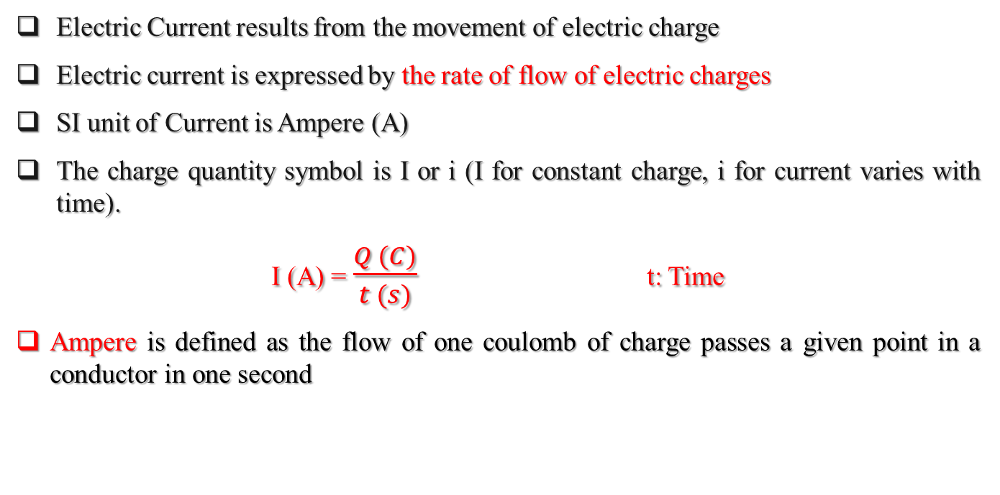 ❑ Electric Current results from the movement of electric charge
❑ Electric current is expressed by the rate of flow of electric charges
❑ SI unit of Current is Ampere (A)
❑ The charge quantity symbol is I or i (I for constant charge, i for current varies with
time).
I (A) = Q (C) / t (s) t: Time
❑ Ampere is defined as the flow of one coulomb of charge passes a given point in a
conductor in one second